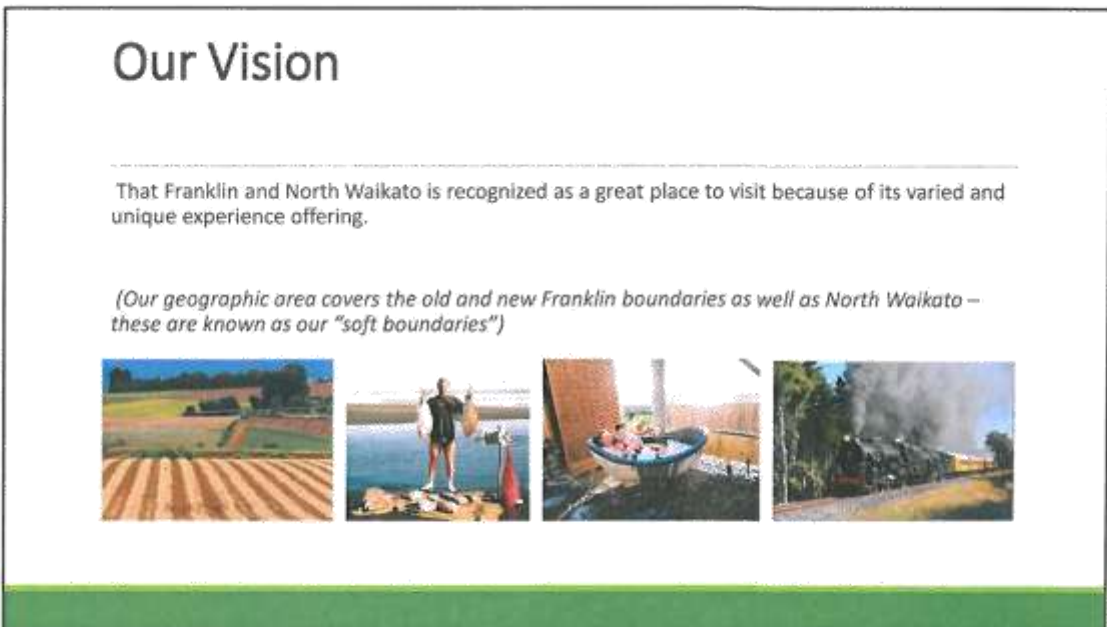 Our Vision
That Franklin and North Waikato is recognized as a great place to visit because of its varied and
unique experience offering.
(Our geographic area covers the old and new Franklin boundaries as well as North Waikato –
these are known as our “soft boundaries”)